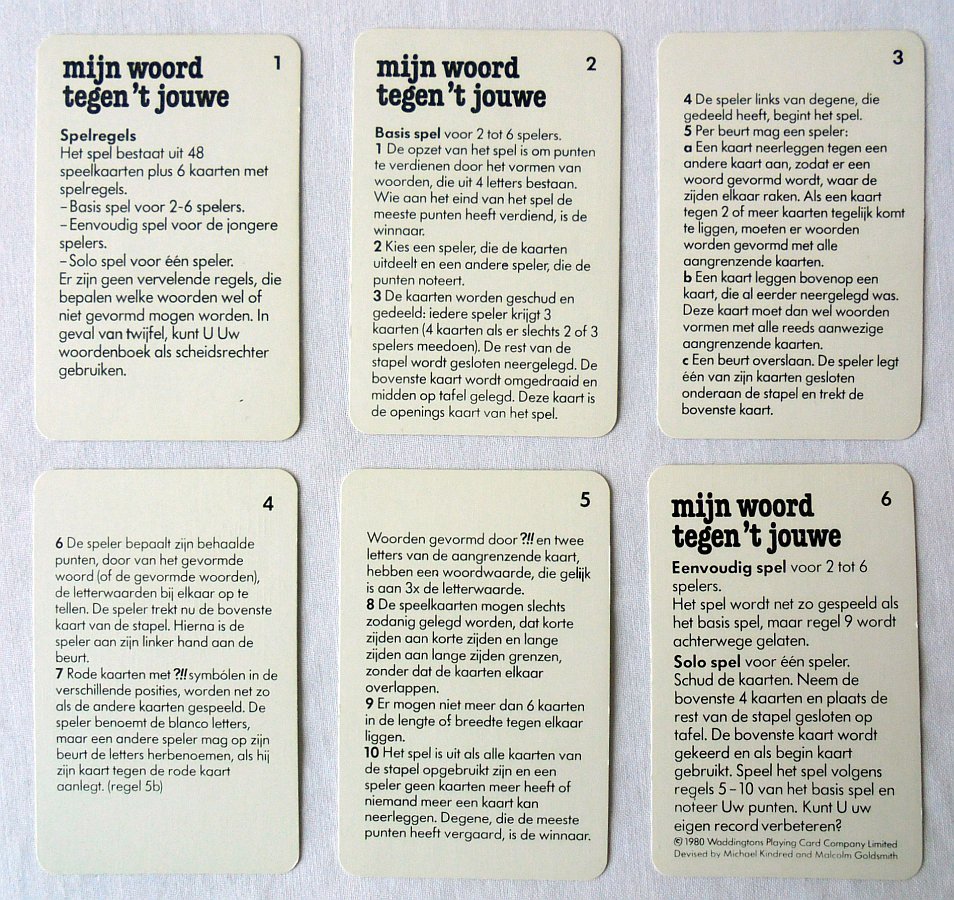 mijn woord 1
tegen 't jouwe
Spelregels
Het spel bestaat uit 48
speelkaarten plus 6 kaarten met
spelregels.
–Basis spel voor 2-6 spelers.
–Eenvoudig spel voor de jongere
spelers.
–Solo spel voor één speler.
Er zijn geen vervelende regels, die
bepalen welke woorden wel of
niet gevormd mogen worden. In
geval van twijfel, kunt U Uw
woordenboek als scheidsrechter
gebruiken.
mijn woord 2
tegen 't jouwe
Basis spel voor 2 tot 6 spelers.
1 De opzet van het spel is om punten
te verdienen door het vormen van
woorden, die uit 4 letters bestaan.
Wie aan het eind van het spel de
meeste punten heeft verdiend, is de
winnaar.
2 Kies een speler, die de kaarten
uitdeelt en een andere speler, die de
punten noteert.
3 De kaarten worden geschud en
gedeeld: iedere speler krijgt 3
kaarten (4 kaarten als er slechts 2 of 3
spelers meedoen). De rest van de
stapel wordt gesloten neergelegd. De
bovenste kaart wordt omgedraaid en
midden op tafel gelegd. Deze kaart is
de openings kaart van het spel.
3
4 De speler links van degene, die
gedeeld heeft, begint het spel.
5 Per beurt mag een speler:
a Een kaart neerleggen tegen een
andere kaart aan, zodat er een
woord gevormd wordt, waar de
zijden elkaar raken. Als een kaart
tegen 2 of meer kaarten tegelijk komt
te liggen, moeten er woorden
worden gevormd met alle
aangrenzende kaarten.
b Een kaart leggen bovenop een
kaart, die al eerder neergelegd was.
Deze kaart moet dan wel woorden
vormen met alle reeds aanwezige
aangrenzende kaarten.
c Een beurt overslaan. De speler legt
één van zijn kaarten gesloten
onderaan de stapel en trekt de
bovenste kaart.
4
6 De speler bepaalt zijn behaalde
punten, door van het gevormde
woord (of de gevormde woorden),
de letterwaarden bij elkaar op te
tellen. De speler trekt nu de bovenste
kaart van de stapel. Hierna is de
speler aan zijn linker hand aan de
beurt.
7 Rode kaarten met ?!! symbólen in de
verschillende posities, worden net zo
als de andere kaarten gespeeld. De
speler benoemt de blanco letters,
maar een andere speler mag op zijn
beurt de letters herbenoemen, als hij
zijn kaart tegen de rode kaart
aanlegt. (regel 5b)
5
Woorden gevormd door ?!! en twee
letters van de aangrenzende kaart,
hebben een woordwaarde, die gelijk
is aan 3x de letterwaarde.
8 De speelkaarten mogen slechts
zodanig gelegd worden, dat korte
zijden aan korte zijden en lange
zijden aan lange zijden grenzen,
zonder dat de kaarten elkaar
overlappen.
9 Er mogen niet meer dan 6 kaarten
in de lengte of breedte tegen elkaar
liggen.
10 Het spel is uit als alle kaarten van
de stapel opgebruikt zijn en een
speler geen kaarten meer heeft of
niemand meer een kaart kan
neerleggen. Degene, die de meeste
punten heeft vergaard, is de winnaar.
mijn woord 6
tegen 't jouwe
Eenvoudig spel voor 2 tot 6
spelers.
Het spel wordt net zo gespeeld als
het basis spel, maar regel 9 wordt
achterwege gelaten.
Solo spel voor één speler.
Schud de kaarten. Neem de
bovenste 4 kaarten en plaats de
rest van de stapel gesloten op
tafel. De bovenste kaart wordt
gekeerd en als begin kaart
gebruikt. Speel het spel volgens
regels 5–10 van het basis spel en
noteer Uw punten. Kunt U uw
eigen record verbeteren?
© 1980 Waddingtons Playing Card Company Limited
Devised by Michael Kindred and Malcolm Goldsmith